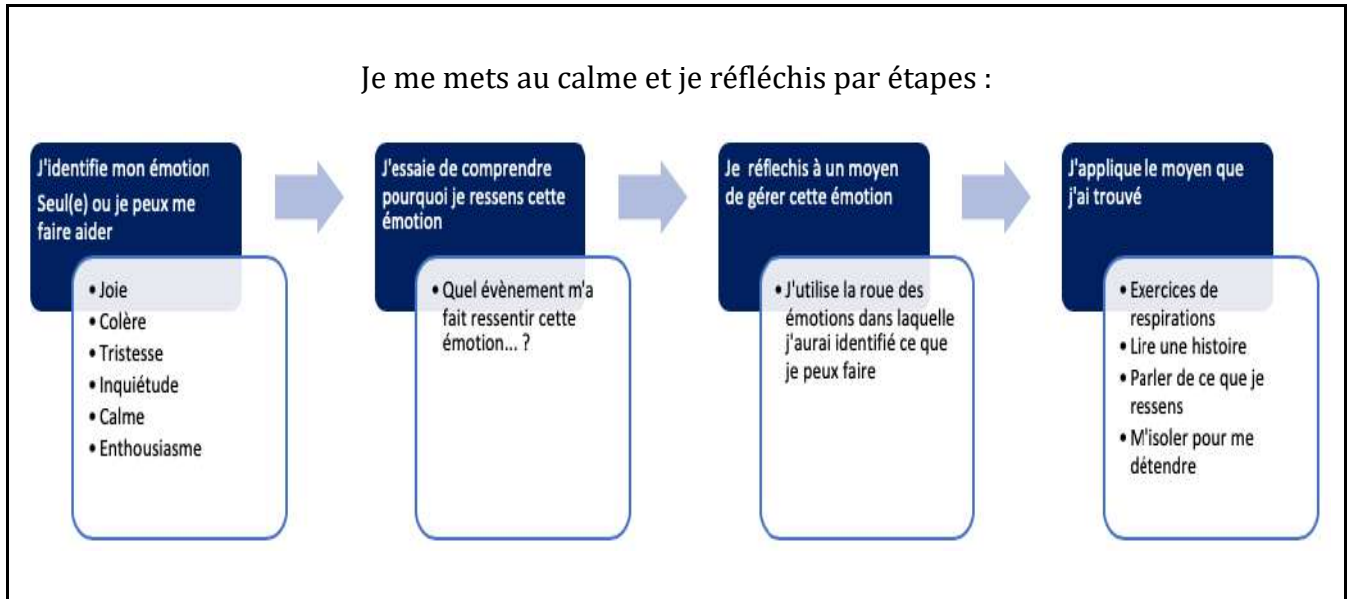 Je me mets au calme et je réfléchis par étapes :
J'identifie mon émotion
Seul(e) ou je peux me
faire aider
• Joie
• Colère
• Tristesse
• Inquiétude
• Calme
• Enthousiasme
J'essaie de comprendre
pourquoi je ressens cette
émotion
• Quel évènement m'a
fait ressentir cette
émotion... ?
Je réflechis à un moyen
de gérer cette émotion
• J'utilise la roue des
émotions dans laquelle
j'aurai identifié ce que
je peux faire
J'applique le moyen que
j'ai trouvé
• Exercices de
respirations
• Lire une histoire
• Parler de ce que je
ressens
• M'isoler pour me
détendre